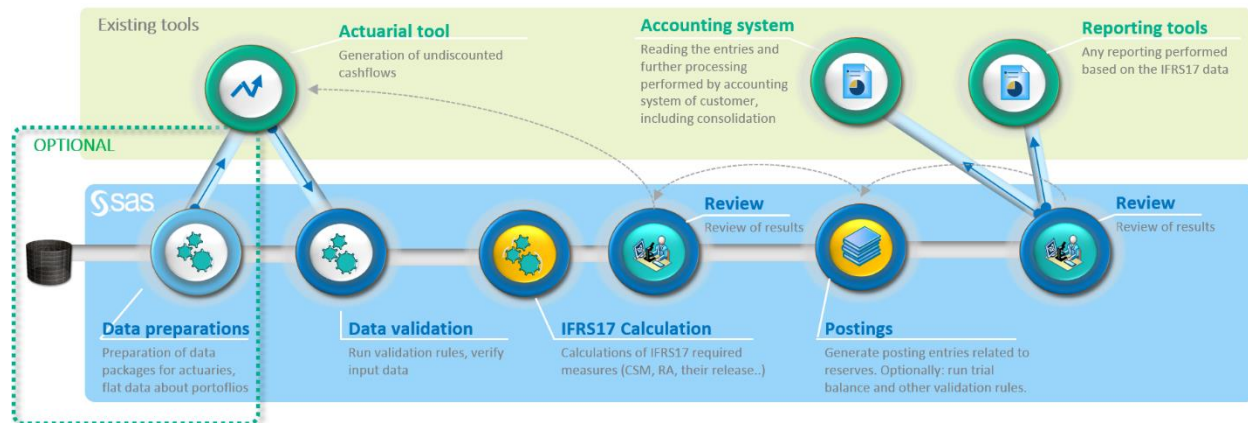 Existing tools
Actuarial tool
Generation of undiscounted
cashflows
Accounting system
Reading the entries and
further processing
performed by accounting
system of customer,
including consolidation
Reporting tools
Any reporting performed
based on the IFRS17 data
OPTIONAL
sas
Review
Review of results
Review
Review of results
Data preparations
Preparation of data
packages for actuaries,
flat data about portoflios
Data validation
Run validation rules, verify
input data
IFRS17 Calculation
Calculations of IFRS17 required
measures (CSM, RA, their release..)
Postings
Generate posting entries related to
reserves. Optionally: run trial
balance and other validation rules.